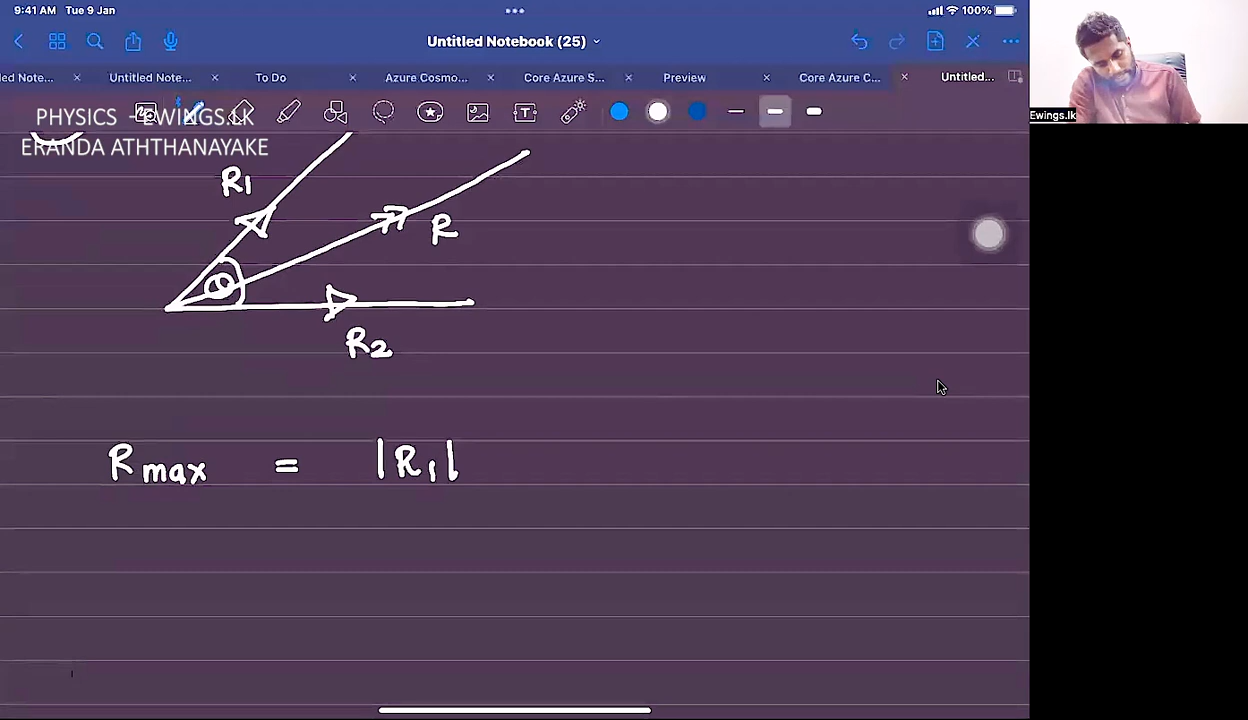 9:41 AM Tue 9 Jan
100%
Untitled Notebook (25)
led Note...
Untitled Note...
To Do
Azure Cosmo...
Core Azure S...
Preview
Core Azure C...
Untitled...
PHYSICS - EWINGS.LK
ERANDA ATHTHANAYAKE
Ewings.lk
R1
R
θ
R2
Rmax = |R1|